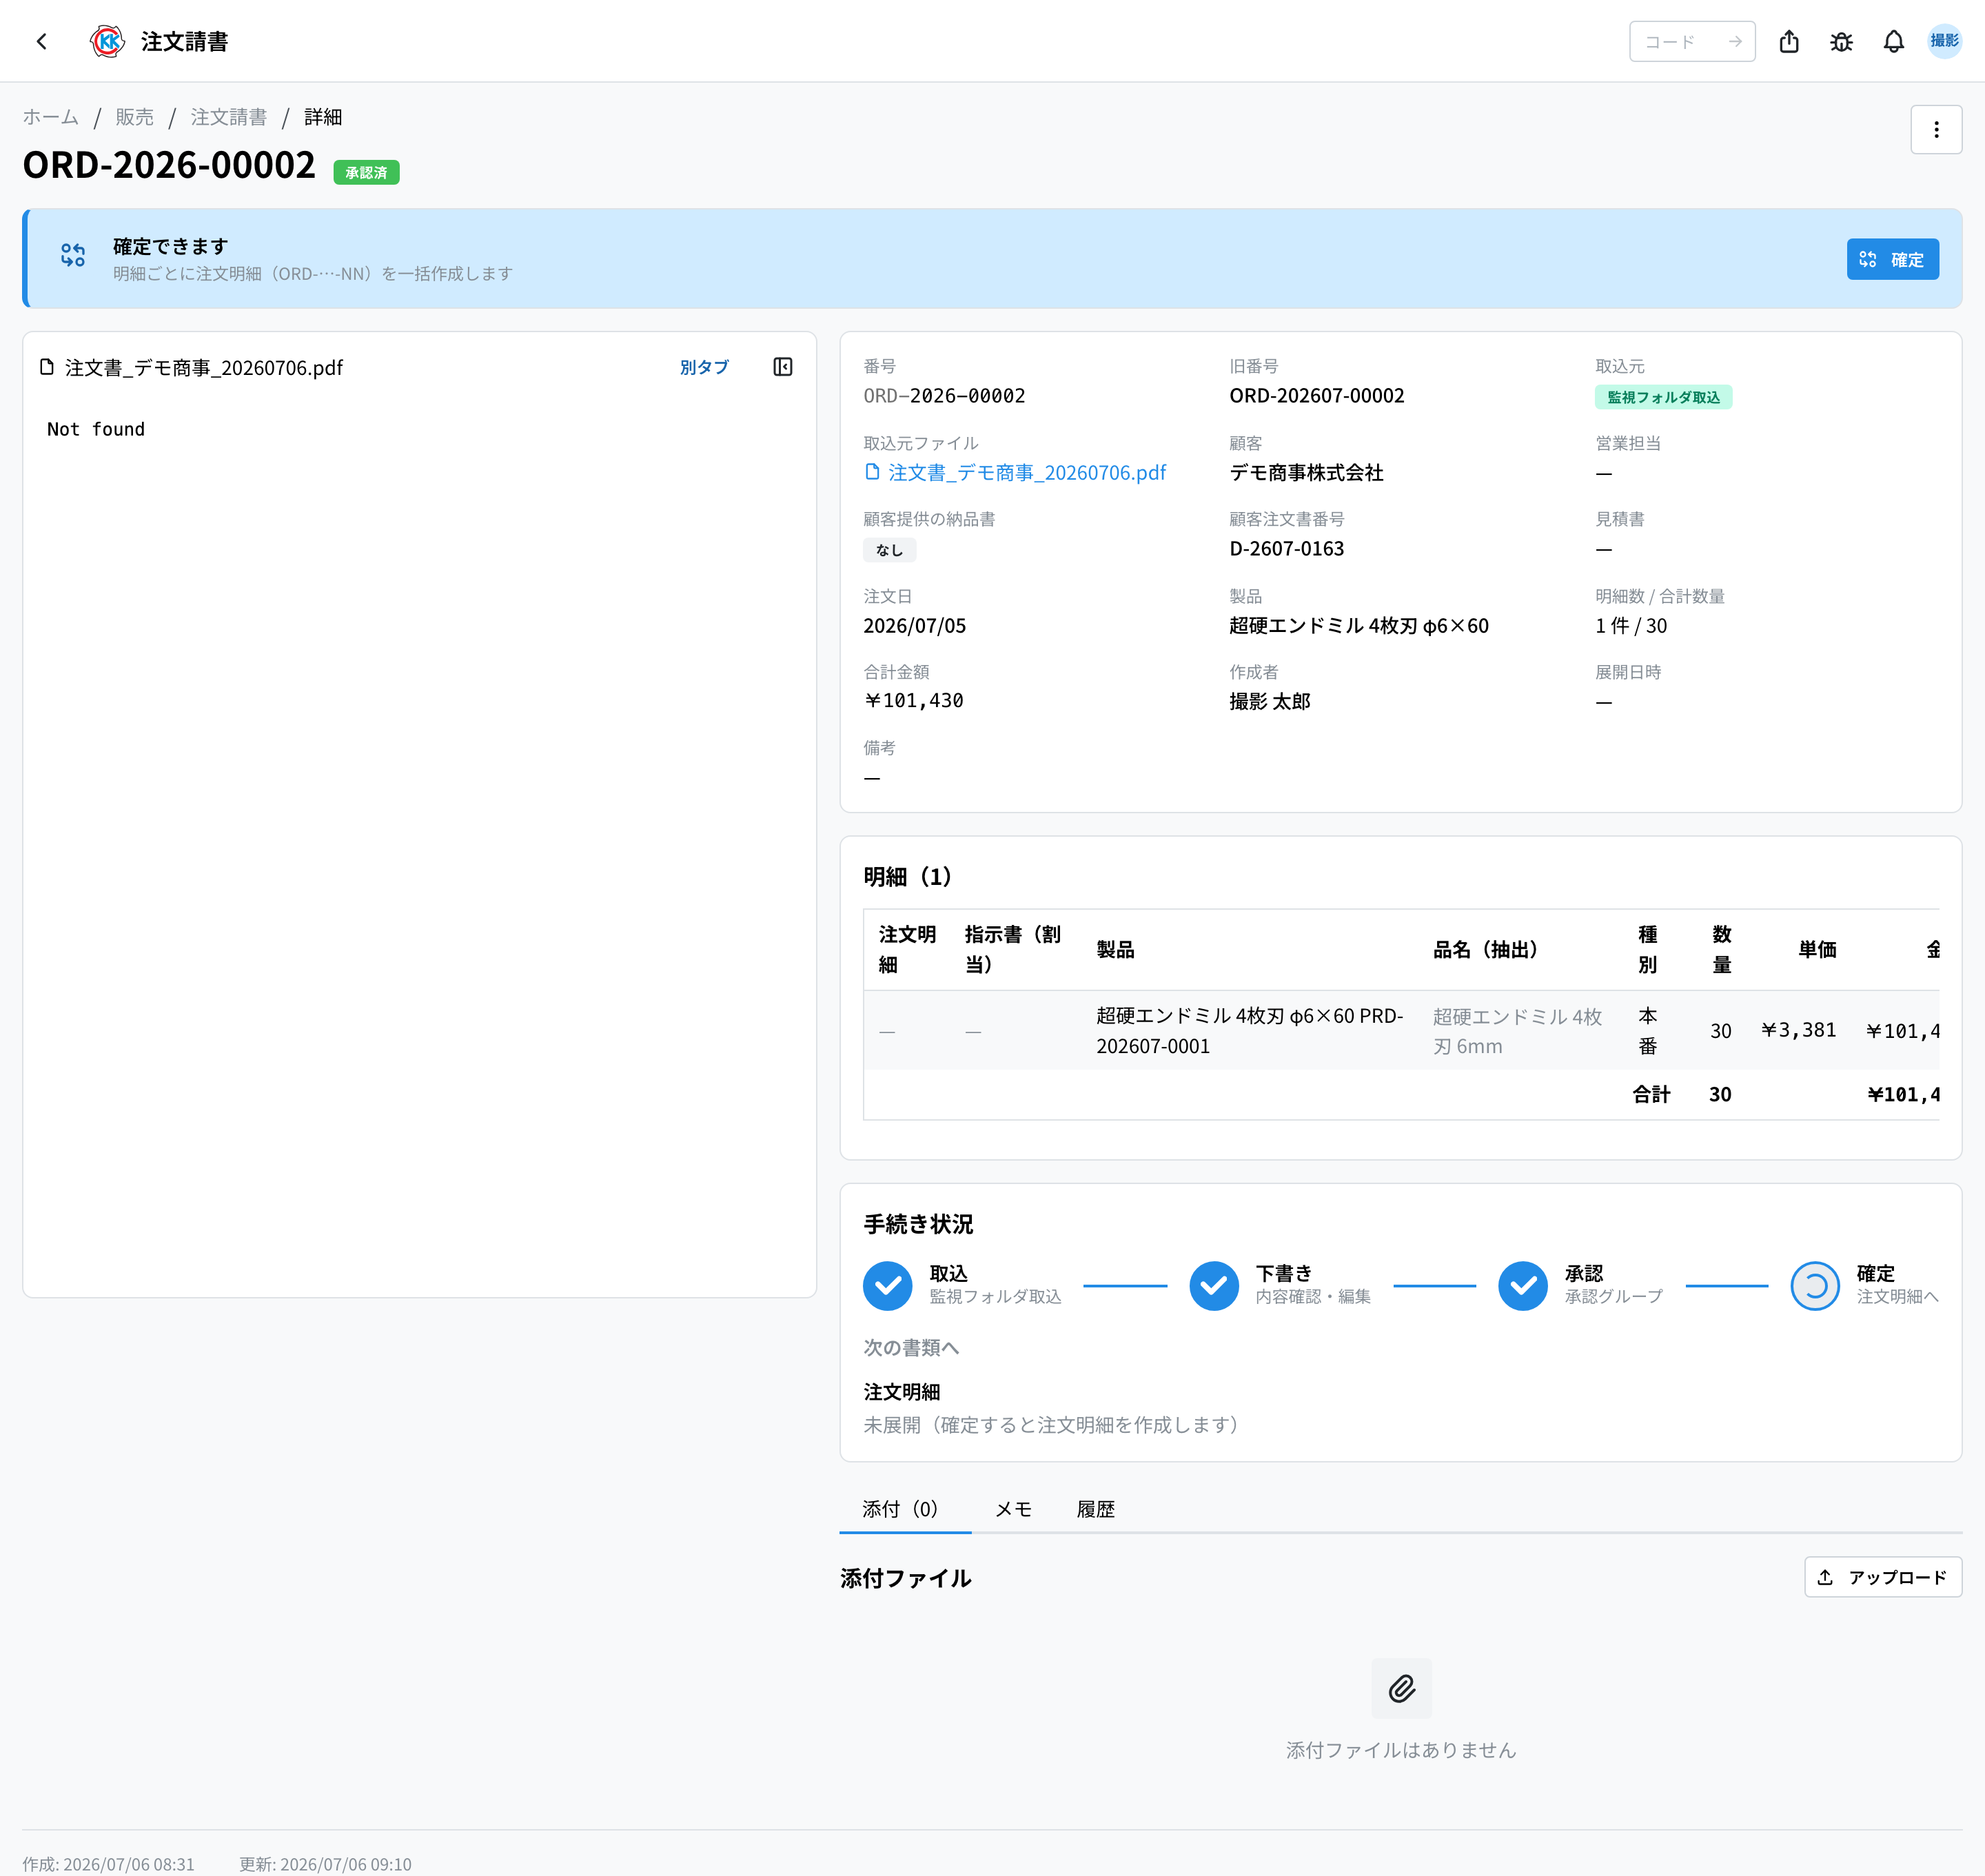 注文請書
コード
撮影
ホーム / 販売 / 注文請書 / 詳細
ORD-2026-00002 承認済
確定できます
明細ごとに注文明細（ORD-…-NN）を一括作成します
確定
注文書_デモ商事_20260706.pdf 別タブ
Not found
番号 旧番号 取込元
ORD-2026-00002 ORD-202607-00002 監視フォルダ取込
取込元ファイル 顧客 営業担当
注文書_デモ商事_20260706.pdf デモ商事株式会社 —
顧客提供の納品書 顧客注文書番号 見積書
なし D-2607-0163 —
注文日 製品 明細数 / 合計数量
2026/07/05 超硬エンドミル 4枚刃 φ6×60 1 件 / 30
合計金額 作成者 展開日時
¥101,430 撮影 太郎 —
備考
—
明細（1）
注文明細 指示書（割当） 製品 品名（抽出） 種別 数量 単価 金
— — 超硬エンドミル 4枚刃 φ6×60 PRD-202607-0001 超硬エンドミル 4枚刃 6mm 本番 30 ¥3,381 ¥101,4
合計 30 ¥101,4
手続き状況
取込 下書き 承認 確定
監視フォルダ取込 内容確認・編集 承認グループ 注文明細へ
次の書類へ
注文明細
未展開（確定すると注文明細を作成します）
添付（0） メモ 履歴
添付ファイル アップロード
添付ファイルはありません
作成: 2026/07/06 08:31 更新: 2026/07/06 09:10